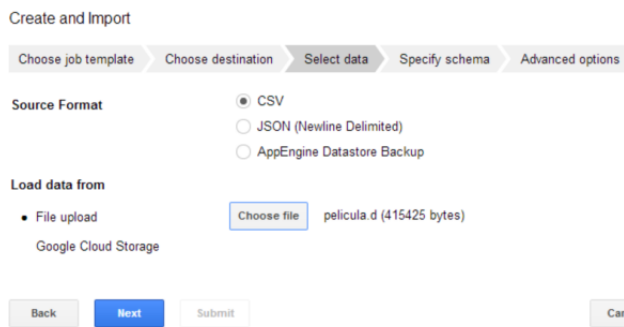 Create and Import
Choose job template Choose destination Select data Specify schema Advanced options
Source Format
CSV
JSON (Newline Delimited)
AppEngine Datastore Backup
Load data from
File upload Choose file pelicula.d (415425 bytes)
Google Cloud Storage
Back Next Submit Can